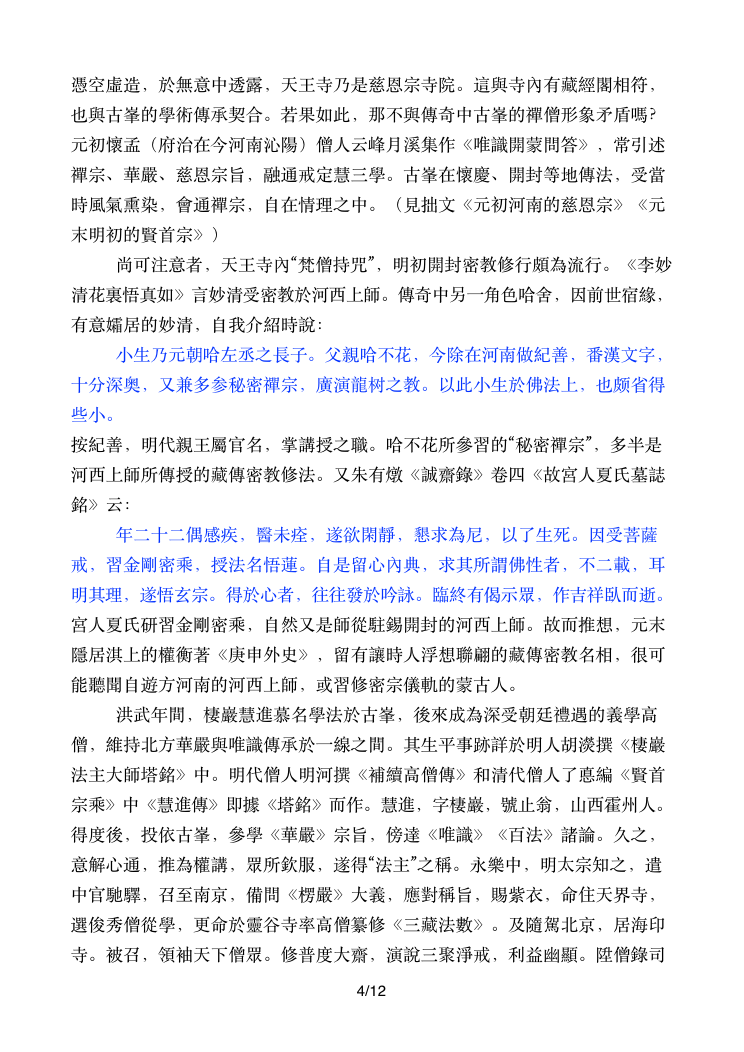 憑空虛造，於無意中透露，天王寺乃是慈恩宗寺院。這與寺內有藏經閣相符，
也與古峯的學術傳承契合。若果如此，那不與傳奇中古峯的禪僧形象矛盾嗎？
元初懷孟（府治在今河南沁陽）僧人云峰月溪集作《唯識開蒙問答》，常引述
禪宗、華嚴、慈恩宗旨，融通戒定慧三學。古峯在懷慶、開封等地傳法，受當
時風氣熏染，會通禪宗，自在情理之中。（見拙文《元初河南的慈恩宗》《元
末明初的賢首宗》）
尚可注意者，天王寺內“梵僧持咒”，明初開封密教修行頗為流行。《李妙
清花裏悟真如》言妙清受密教於河西上師。傳奇中另一角色哈舍，因前世宿緣，
有意孀居的妙清，自我介紹時說：
小生乃元朝哈左丞之長子。父親哈不花，今除在河南做紀善，番漢文字，
十分深奧，又兼多参秘密禪宗，廣演龍树之教。以此小生於佛法上，也颇省得
些小。
按紀善，明代親王屬官名，掌講授之職。哈不花所參習的“秘密禪宗”，多半是
河西上師所傳授的藏傳密教修法。又朱有燉《誠齋錄》卷四《故宮人夏氏墓誌
銘》云：
年二十二偶感疾，醫未痊，遂欲閑靜，懇求為尼，以了生死。因受菩薩
戒，習金剛密乘，授法名悟蓮。自是留心內典，求其所謂佛性者，不二載，耳
明其理，遂悟玄宗。得於心者，往往發於吟詠。臨終有偈示眾，作吉祥臥而逝。
宮人夏氏研習金剛密乘，自然又是師從駐錫開封的河西上師。故而推想，元末
隱居淇上的權衡著《庚申外史》，留有讓時人浮想聯翩的藏傳密教名相，很可
能聽聞自遊方河南的河西上師，或習修密宗儀軌的蒙古人。
洪武年間，棲巖慧進慕名學法於古峯，後來成為深受朝廷禮遇的義學高
僧，維持北方華嚴與唯識傳承於一線之間。其生平事跡詳於明人胡濙撰《棲巖
法主大師塔銘》中。明代僧人明河撰《補續高僧傳》和清代僧人了悳編《賢首
宗乘》中《慧進傳》即據《塔銘》而作。慧進，字棲巖，號止翁，山西霍州人。
得度後，投依古峯，參學《華嚴》宗旨，傍達《唯識》《百法》諸論。久之，
意解心通，推為權講，眾所欽服，遂得“法主”之稱。永樂中，明太宗知之，遣
中官馳驛，召至南京，備問《楞嚴》大義，應對稱旨，賜紫衣，命住天界寺，
選俊秀僧從學，更命於靈谷寺率高僧纂修《三藏法數》。及隨駕北京，居海印
寺。被召，領袖天下僧眾。修普度大齋，演說三聚淨戒，利益幽顯。陞僧錄司
4/12